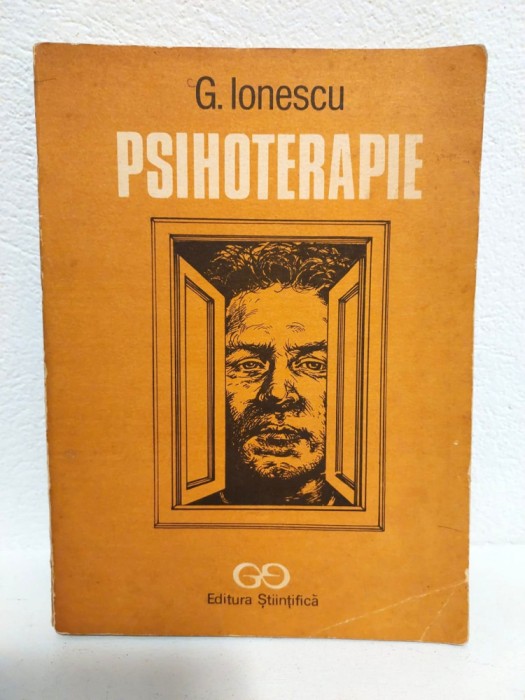 G. Ionescu
PSIHOTERAPIE
Editura Științifică